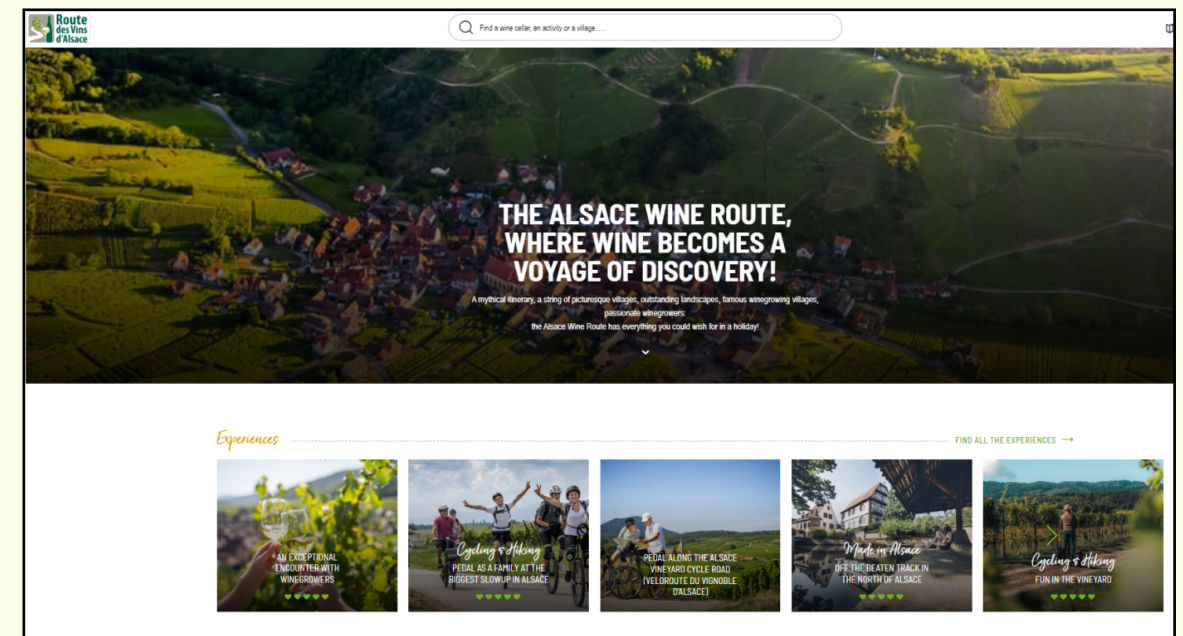 Route
des Vins
d'Alsace
Find a wine cellar, an activity or a village.....
THE ALSACE WINE ROUTE,
WHERE WINE BECOMES A
VOYAGE OF DISCOVERY!
A mythical itinerary, a string of picturesque villages, outstanding landscapes, famous winegrowing villages,
passionate winegrowers:
the Alsace Wine Route has everything you could wish for in a holiday!
Experiences
FIND ALL THE EXPERIENCES
AN EXCEPTIONAL
ENCOUNTER WITH
WINEGROWERS
Cycling & Hiking
PEDAL AS A FAMILY AT THE
BIGGEST SLOWUP IN ALSACE
PEDAL ALONG THE ALSACE
VINEYARD CYCLE ROAD
(VELOROUTE DU VIGNOBLE
D'ALSACE)
Made in Alsace
OFF THE BEATEN TRACK IN
THE NORTH OF ALSACE
Cycling & Hiking
FUN IN THE VINEYARD